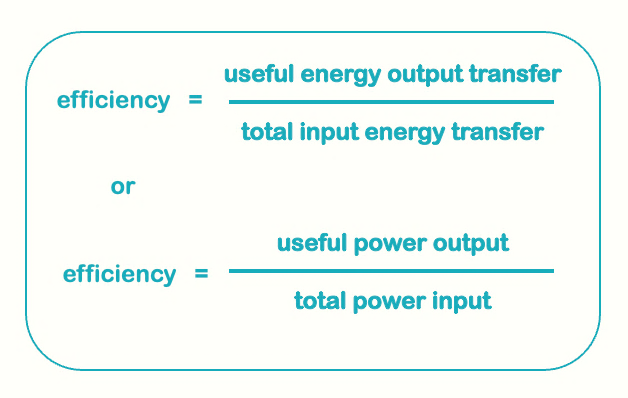 useful energy output transfer
efficiency =
total input energy transfer
or
useful power output
efficiency =
total power input